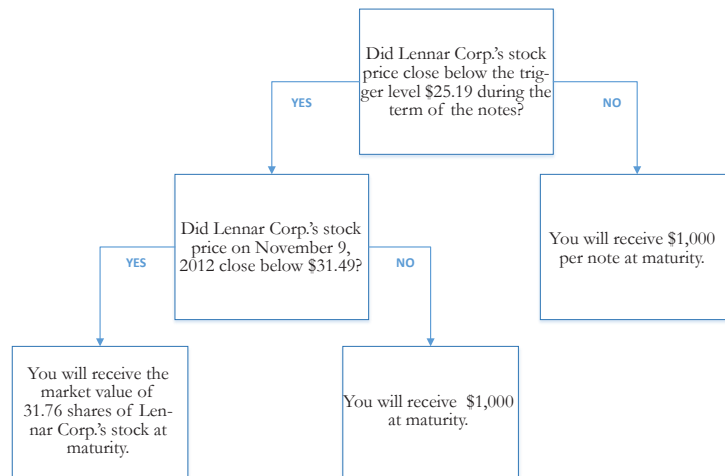 Did Lennar Corp.'s stock
price close below the trig-
ger level $25.19 during the
term of the notes?
YES
NO
Did Lennar Corp.'s stock
price on November 9,
2012 close below $31.49?
You will receive $1,000
per note at maturity.
YES
NO
You will receive the
market value of
31.76 shares of Len-
nar Corp.'s stock at
maturity.
You will receive $1,000
at maturity.